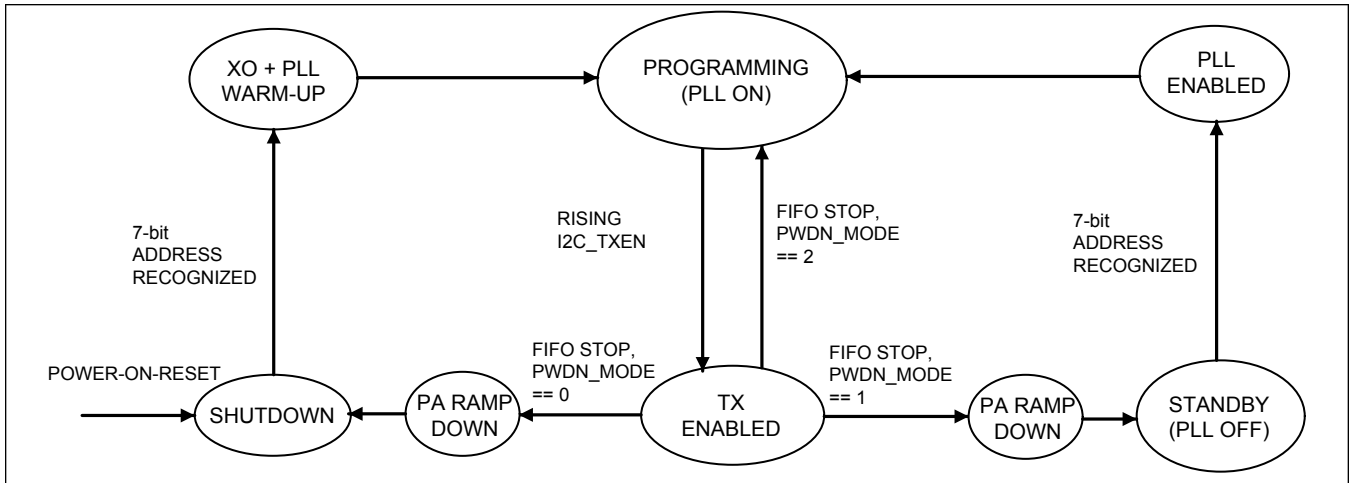 XO + PLL
WARM-UP
PROGRAMMING
(PLL ON)
PLL
ENABLED
7-bit
ADDRESS
RECOGNIZED
RISING
I2C_TXEN
FIFO STOP,
PWDN_MODE
== 2
7-bit
ADDRESS
RECOGNIZED
POWER-ON-RESET
SHUTDOWN
PA RAMP
DOWN
FIFO STOP,
PWDN_MODE
== 0
TX
ENABLED
FIFO STOP,
PWDN_MODE
== 1
PA RAMP
DOWN
STANDBY
(PLL OFF)